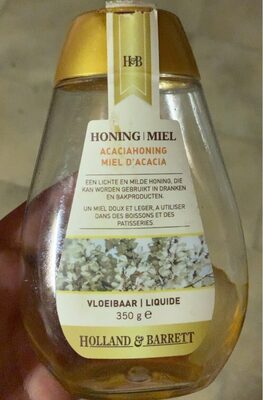 H&B
HONING | MIEL
ACACIAHONING
MIEL D'ACACIA
EEN LICHTE EN MILDE HONING, DIE
KAN WORDEN GEBRUIKT IN DRANKEN
EN BAKPRODUCTEN.
UN MIEL DOUX ET LEGER, A UTILISER
DANS DES BOISSONS ET DES
PATISSERIES
VLOEIBAAR | LIQUIDE
350 g ℮
HOLLAND & BARRETT